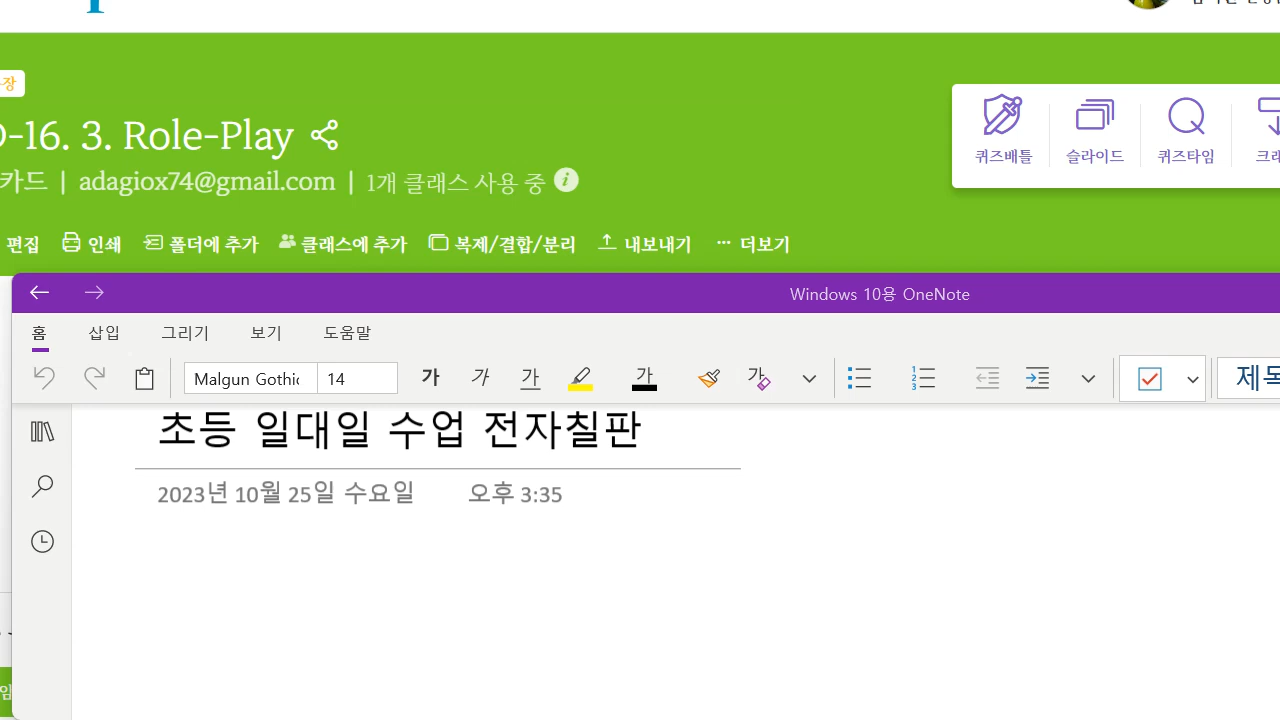 장
-16. 3. Role-Play
카드 | adagiox74@gmail.com | 1개 클래스 사용 중
편집 인쇄 폴더에 추가 클래스에 추가 복제/결합/분리 내보내기 더보기
퀴즈배틀 슬라이드 퀴즈타임 크래
Windows 10용 OneNote
홈 삽입 그리기 보기 도움말
Malgun Gothic 14 가 가 가 가 가 제목
초등 일대일 수업 전자칠판
2023년 10월 25일 수요일 오후 3:35
임